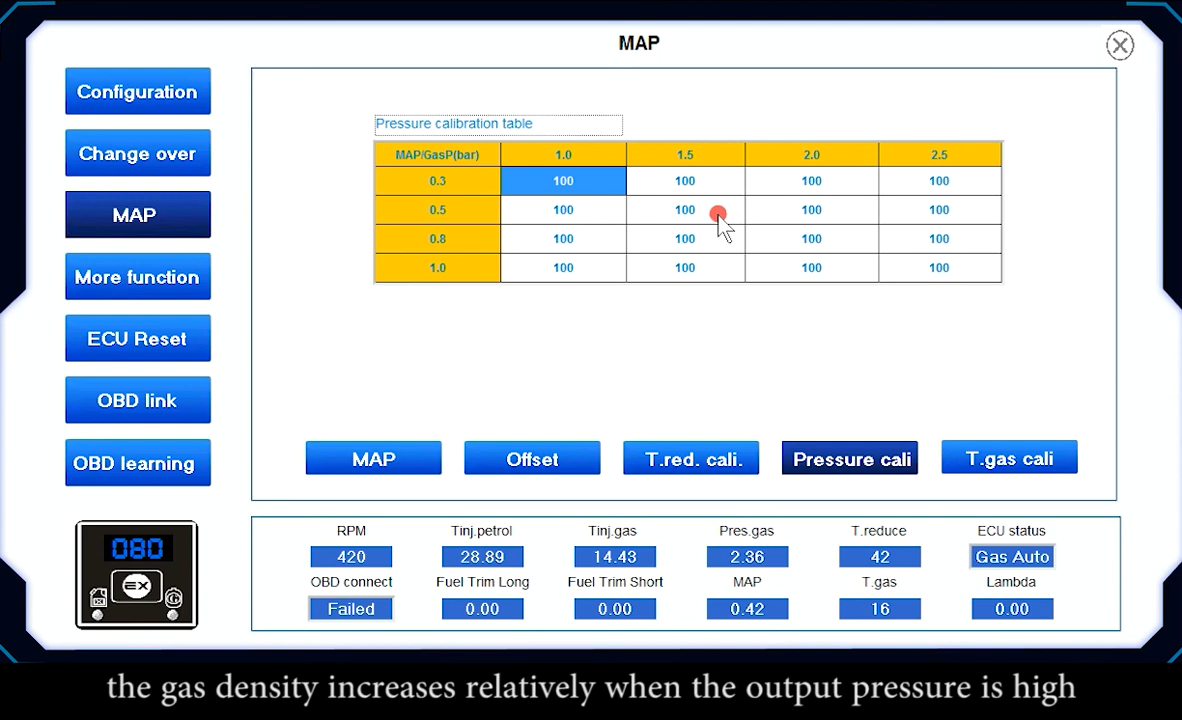 MAP
Configuration
Change over
MAP
More function
ECU Reset
OBD link
OBD learning
Pressure calibration table
MAP/GasP(bar) 1.0 1.5 2.0 2.5
0.3 100 100 100 100
0.5 100 100 100 100
0.8 100 100 100 100
1.0 100 100 100 100
MAP Offset T.red. cali. Pressure cali T.gas cali
080
EX
G
RPM Tinj.petrol Tinj.gas Pres.gas T.reduce ECU status
420 28.89 14.43 2.36 42 Gas Auto
OBD connect Fuel Trim Long Fuel Trim Short MAP T.gas Lambda
Failed 0.00 0.00 0.42 16 0.00
the gas density increases relatively when the output pressure is high